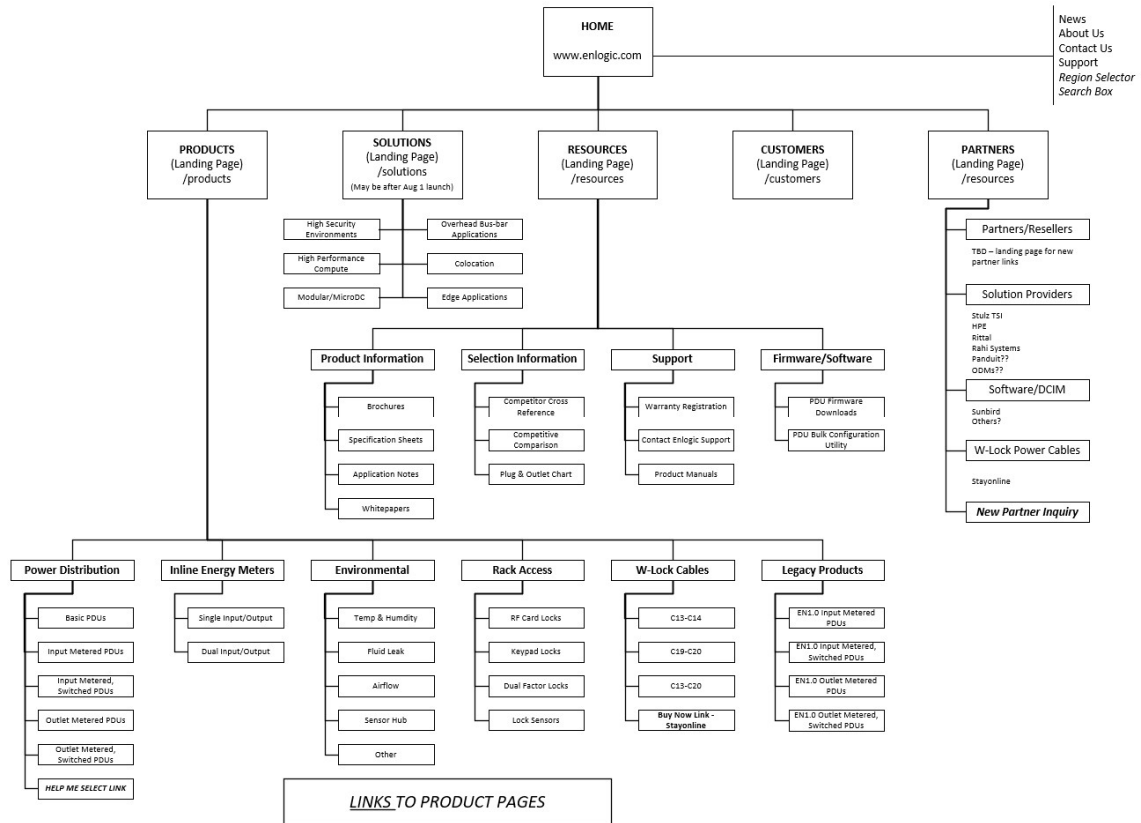 HOME
www.enlogic.com
News
About Us
Contact Us
Support
Region Selector
Search Box
PRODUCTS
(Landing Page)
/products
SOLUTIONS
(Landing Page)
/solutions
(May be after Aug 1 launch)
RESOURCES
(Landing Page)
/resources
CUSTOMERS
(Landing Page)
/customers
PARTNERS
(Landing Page)
/resources
High Security
Environments
Overhead Bus-bar
Applications
High Performance
Compute
Colocation
Modular/MicroDC
Edge Applications
Partners/Resellers
TBD – landing page for new
partner links
Solution Providers
Stulz TSI
HPE
Rittal
Rahi Systems
Panduit??
ODMs??
Software/DCIM
Sunbird
Others?
W-Lock Power Cables
Stayonline
New Partner Inquiry
Product Information
Brochures
Specification Sheets
Application Notes
Whitepapers
Selection Information
Competitor Cross
Reference
Competitive
Comparison
Plug & Outlet Chart
Support
Warranty Registration
Contact Enlogic Support
Product Manuals
Firmware/Software
PDU Firmware
Downloads
PDU Bulk Configuration
Utility
Power Distribution
Basic PDUs
Input Metered PDUs
Input Metered,
Switched PDUs
Outlet Metered PDUs
Outlet Metered,
Switched PDUs
HELP ME SELECT LINK
Inline Energy Meters
Single Input/Output
Dual Input/Output
Environmental
Temp & Humdity
Fluid Leak
Airflow
Sensor Hub
Other
Rack Access
RF Card Locks
Keypad Locks
Dual Factor Locks
Lock Sensors
W-Lock Cables
C13-C14
C19-C20
C13-C20
Buy Now Link -
Stayonline
Legacy Products
EN1.0 Input Metered
PDUs
EN1.0 Input Metered,
Switched PDUs
EN1.0 Outlet Metered
PDUs
EN1.0 Outlet Metered,
Switched PDUs
LINKS TO PRODUCT PAGES